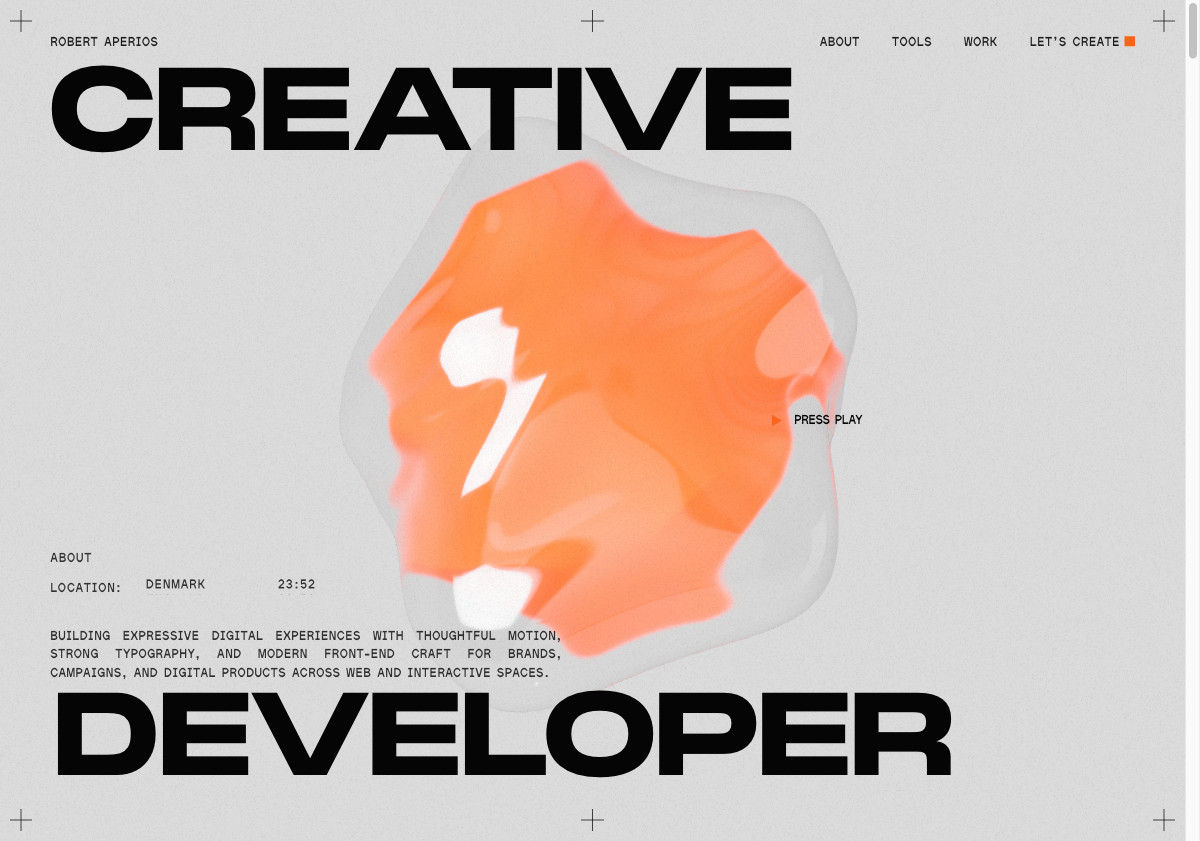 ROBERT APERIOS
ABOUT TOOLS WORK LET'S CREATE
CREATIVE
PRESS PLAY
ABOUT
LOCATION: DENMARK 23:52
BUILDING EXPRESSIVE DIGITAL EXPERIENCES WITH THOUGHTFUL MOTION,
STRONG TYPOGRAPHY, AND MODERN FRONT-END CRAFT FOR BRANDS,
CAMPAIGNS, AND DIGITAL PRODUCTS ACROSS WEB AND INTERACTIVE SPACES.
DEVELOPER